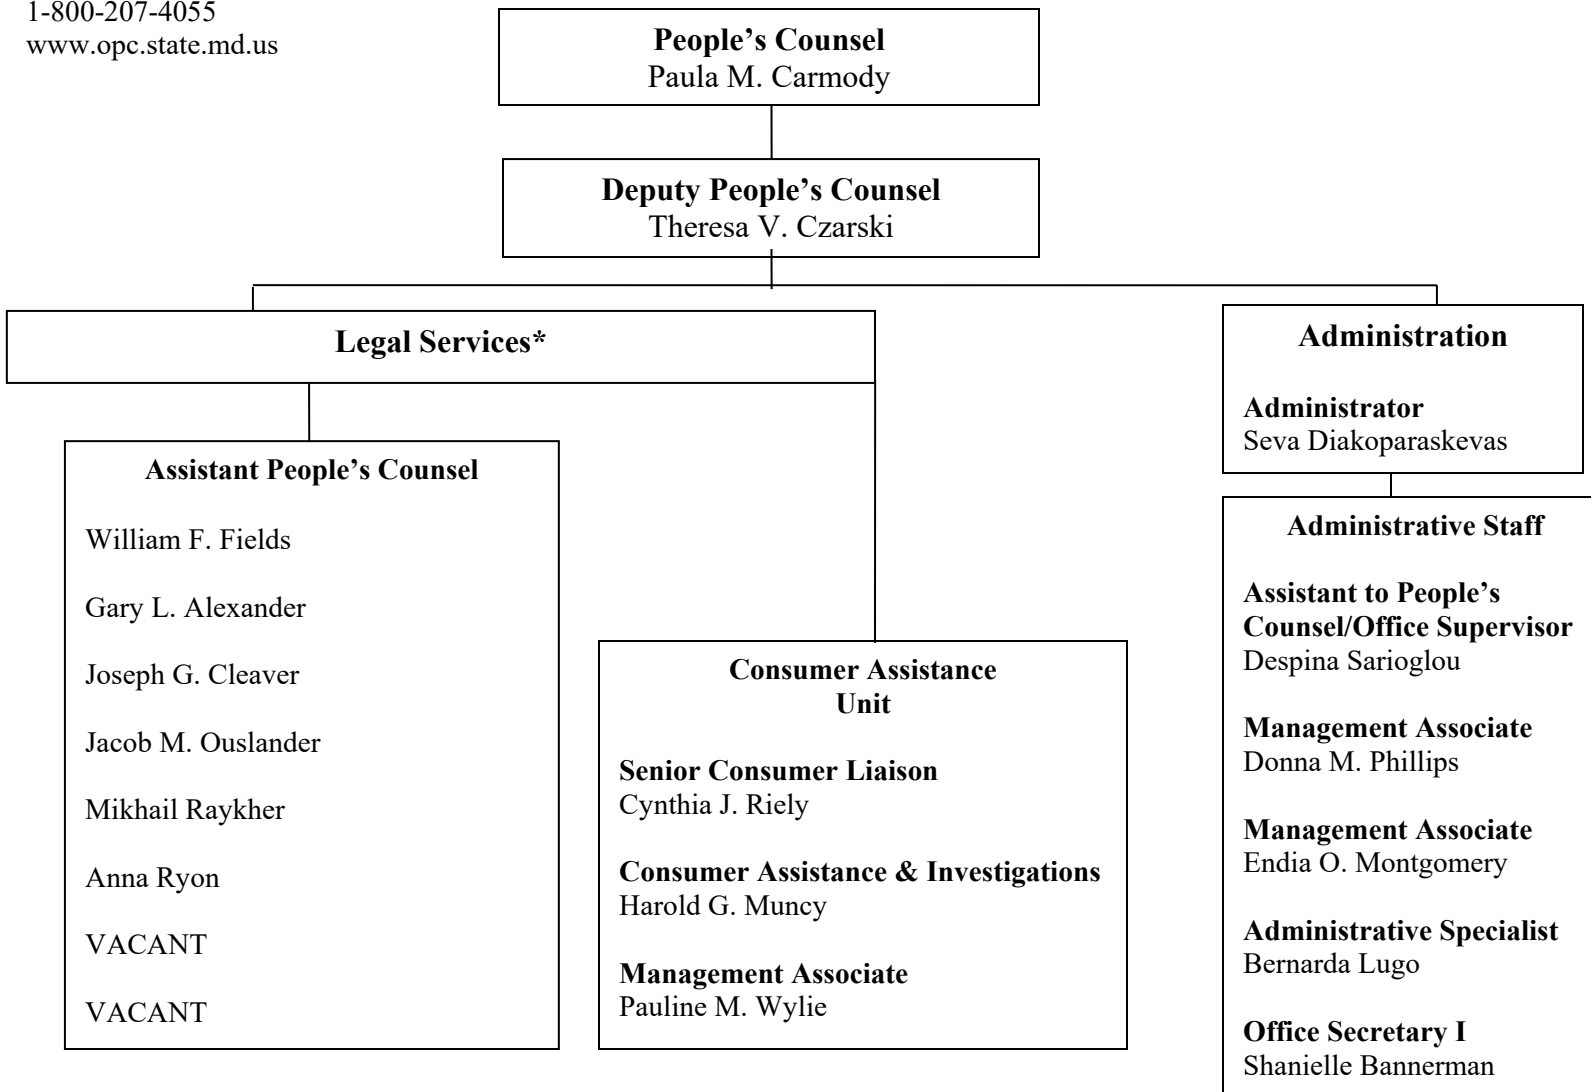 1-800-207-4055
www.opc.state.md.us
People’s Counsel
Paula M. Carmody
Deputy People’s Counsel
Theresa V. Czarski
Legal Services*
Assistant People’s Counsel
William F. Fields
Gary L. Alexander
Joseph G. Cleaver
Jacob M. Ouslander
Mikhail Raykher
Anna Ryon
VACANT
VACANT
Consumer Assistance
Unit
Senior Consumer Liaison
Cynthia J. Riely
Consumer Assistance & Investigations
Harold G. Muncy
Management Associate
Pauline M. Wylie
Administration
Administrator
Seva Diakoparaskevas
Administrative Staff
Assistant to People’s
Counsel/Office Supervisor
Despina Sarioglou
Management Associate
Donna M. Phillips
Management Associate
Endia O. Montgomery
Administrative Specialist
Bernarda Lugo
Office Secretary I
Shanielle Bannerman